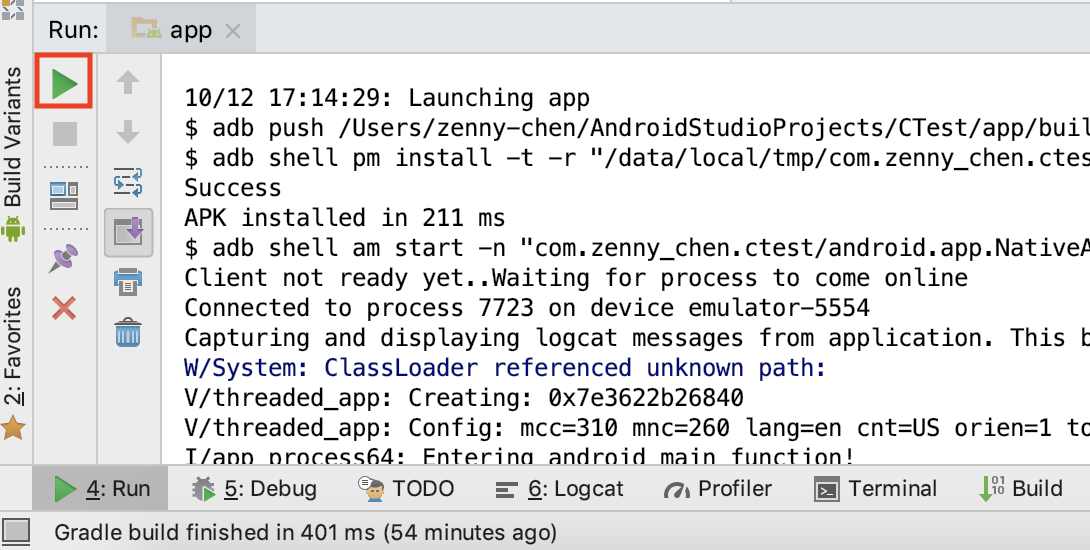 Run: app
10/12 17:14:29: Launching app
$ adb push /Users/zenny-chen/AndroidStudioProjects/CTest/app/buil
$ adb shell pm install -t -r "/data/local/tmp/com.zenny_chen.ctes
Success
APK installed in 211 ms
$ adb shell am start -n "com.zenny_chen.ctest/android.app.NativeA
Client not ready yet..Waiting for process to come online
Connected to process 7723 on device emulator-5554
Capturing and displaying logcat messages from application. This b
W/System: ClassLoader referenced unknown path:
V/threaded_app: Creating: 0x7e3622b26840
V/threaded_app: Config: mcc=310 mnc=260 lang=en cnt=US orien=1 to
I/app_process64: Entering android_main function!
Build Variants
2: Favorites
4: Run 5: Debug TODO 6: Logcat Profiler Terminal Build
Gradle build finished in 401 ms (54 minutes ago)